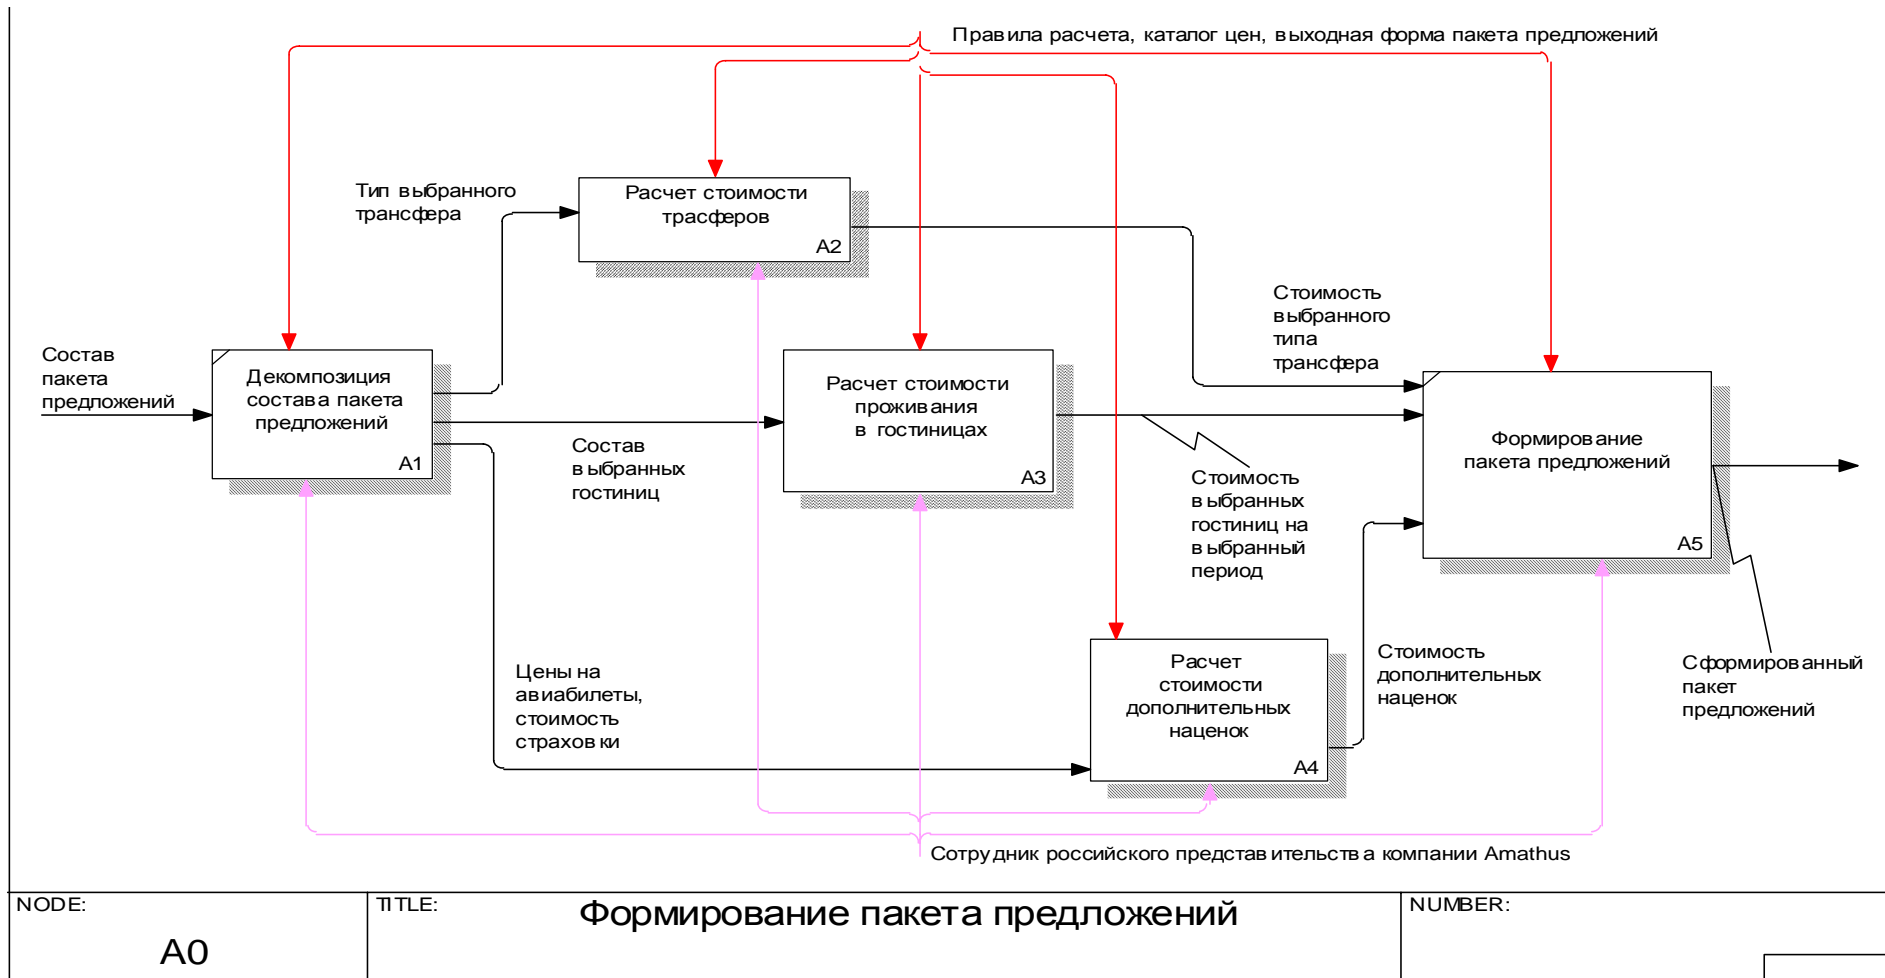 Правила расчета, каталог цен, выходная форма пакета предложений
Тип выбранного
трансфера
Расчет стоимости
трасферов
A2
Стоимость
выбранного
типа
трансфера
Состав
пакета
предложений
Декомпозиция
состава пакета
предложений
A1
Расчет стоимости
проживания
в гостиницах
A3
Формирование
пакета предложений
A5
Состав
выбранных
гостиниц
Стоимость
выбранных
гостиниц на
выбранный
период
Цены на
авиабилеты,
стоимость
страховки
Расчет
стоимости
дополнительных
наценок
A4
Стоимость
дополнительных
наценок
Сформированный
пакет
предложений
Сотрудник российского представительства компании Amathus
NODE:
A0
TITLE:
Формирование пакета предложений
NUMBER: